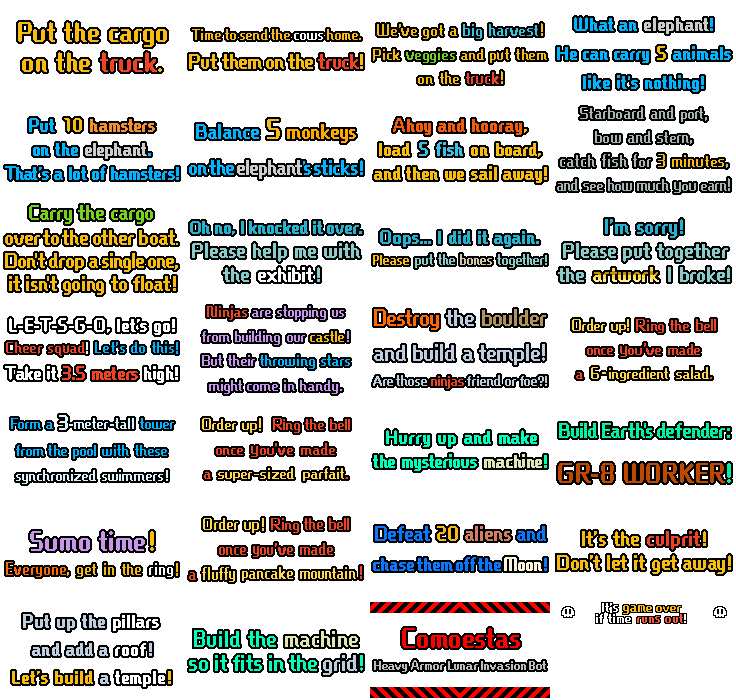 Put the cargo
on the truck.
Time to send the cows home.
Put them on the truck!
We've got a big harvest!
Pick veggies and put them
on the truck!
What an elephant!
He can carry 5 animals
like it's nothing!
Put 10 hamsters
on the elephant.
That's a lot of hamsters!
Balance 5 monkeys
on the elephant's sticks!
Ahoy and hooray,
load 5 fish on board,
and then we sail away!
Starboard and port,
bow and stern,
catch fish for 3 minutes,
and see how much you earn!
Carry the cargo
over to the other boat.
Don't drop a single one,
it isn't going to float!
Oh no, I knocked it over.
Please help me with
the exhibit!
Oops... I did it again.
Please put the bones together!
I'm sorry!
Please put together
the artwork I broke!
L-E-T-S-G-O, let's go!
Cheer squad! Let's do this!
Take it 3.5 meters high!
Ninjas are stopping us
from building our castle!
But their throwing stars
might come in handy.
Destroy the boulder
and build a temple!
Are those ninjas friend or foe?!
Order up! Ring the bell
once you've made
a 6-ingredient salad.
Form a 3-meter-tall tower
from the pool with these
synchronized swimmers!
Order up! Ring the bell
once you've made
a super-sized parfait.
Hurry up and make
the mysterious machine!
Build Earth's defender:
GR-8 WORKER!
Sumo time!
Everyone, get in the ring!
Order up! Ring the bell
once you've made
a fluffy pancake mountain!
Defeat 20 aliens and
chase them off the Moon!
It's the culprit!
Don't let it get away!
Put up the pillars
and add a roof!
Let's build a temple!
Build the machine
so it fits in the grid!
Comoestas
Heavy Armor Lunar Invasion Bot
It's game over
if time runs out!